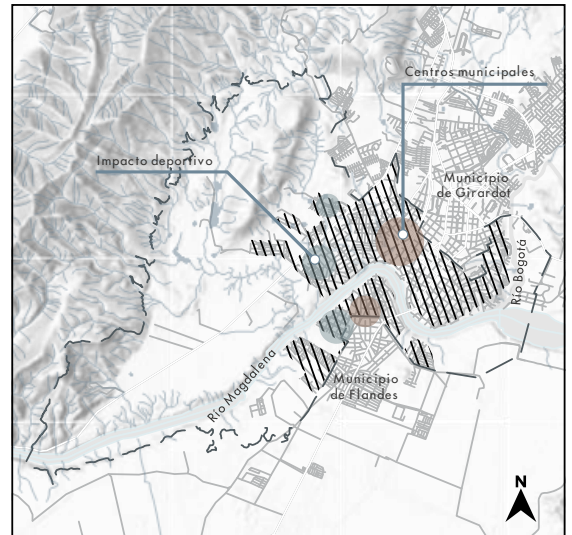 Centros municipales
Impacto deportivo
Municipio
de Girardot
Río Bogotá
Río Magdalena
Municipio
de Flandes
N